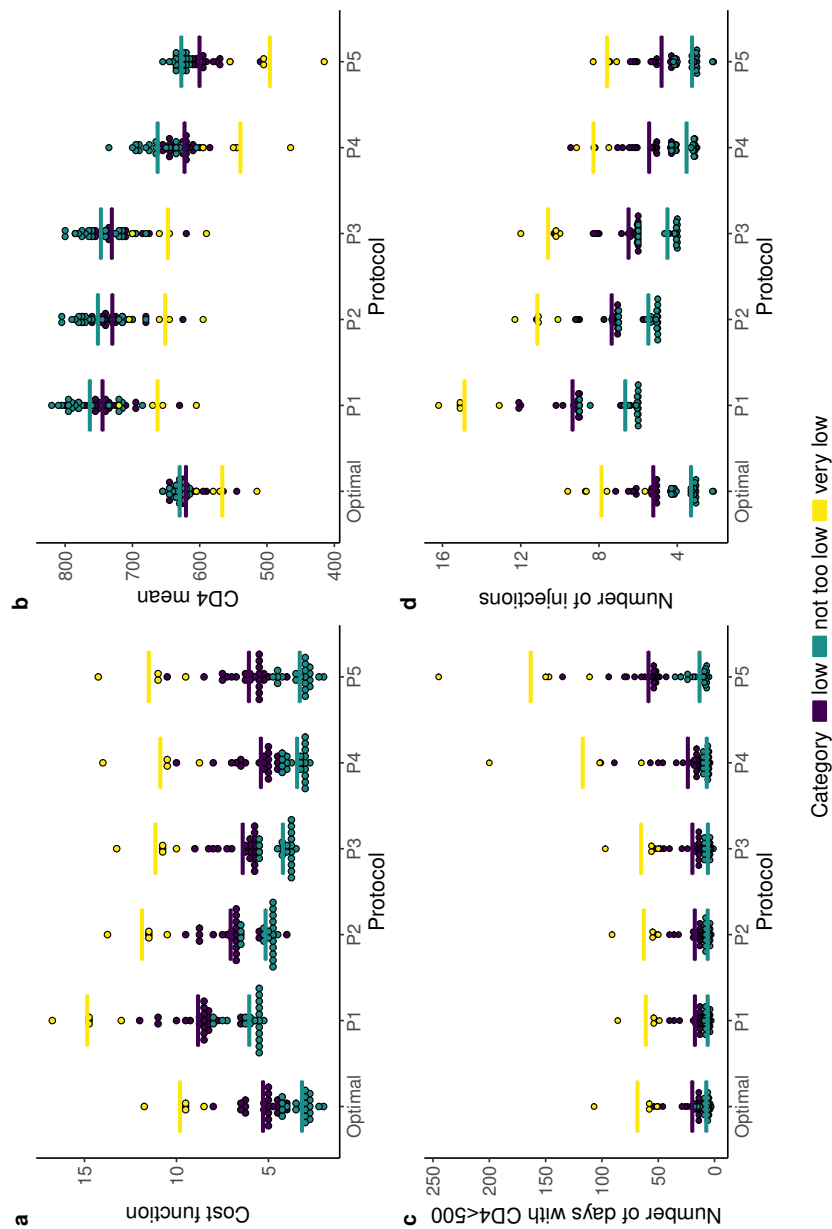 a
Cost function
15
10
5
Optimal P1 P2 P3 P4 P5
Protocol
b
CD4 mean
800
700
600
500
400
Optimal P1 P2 P3 P4 P5
Protocol
c
Number of days with CD4<500
250
200
150
100
50
0
Optimal P1 P2 P3 P4 P5
Protocol
d
Number of injections
16
12
8
4
Optimal P1 P2 P3 P4 P5
Protocol
Category low not too low very low